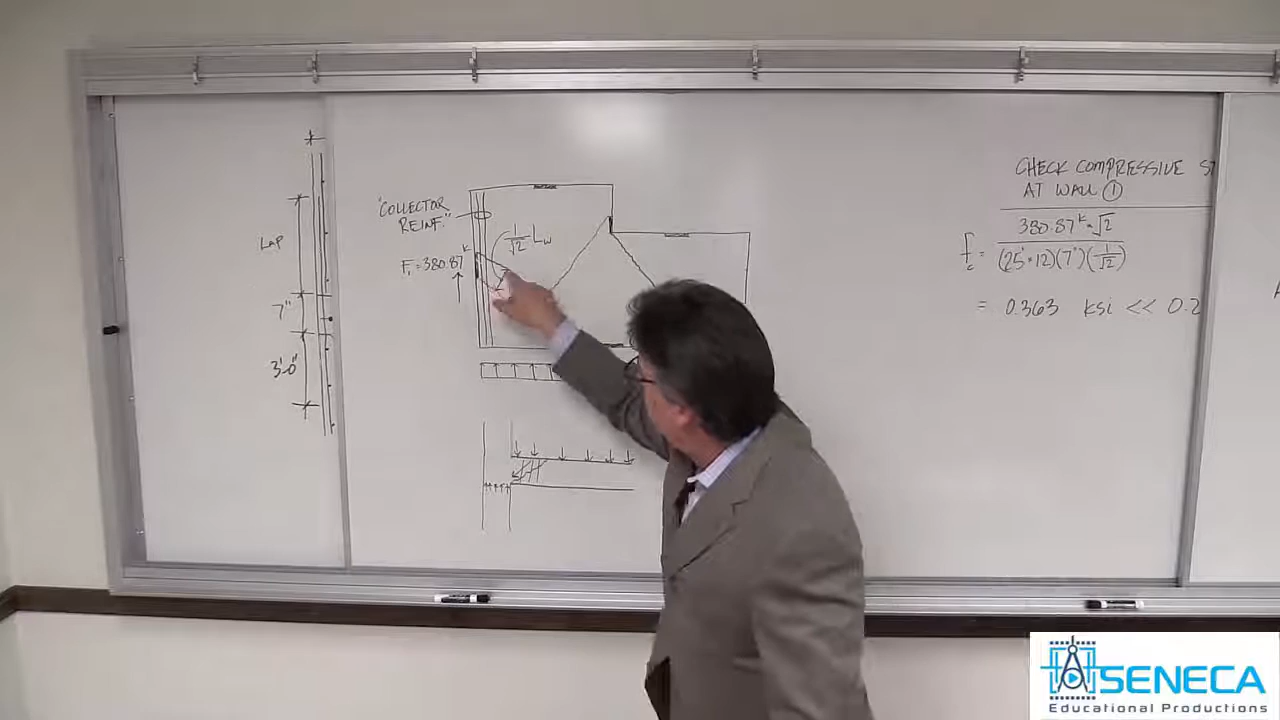 LAP
7"
3'-0"
"COLLECTOR
REINF."
1/√2 Lw
F₁ = 380.87ᴷ
CHECK COMPRESSIVE
AT WALL ①
380.87ᴷ·√2
fc = (25'×12)(7")(1/√2)
= 0.363 ksi << 0.2
SENECA
Educational Productions